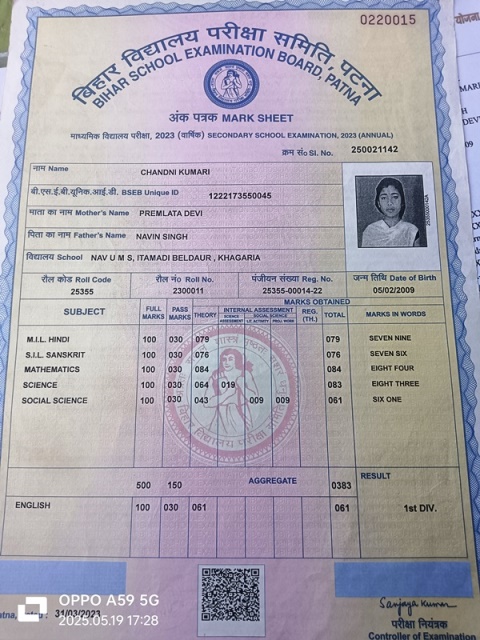 0220015
बिहार विद्यालय परीक्षा समिति, पटना
BIHAR SCHOOL EXAMINATION BOARD, PATNA
अंक पत्रक MARK SHEET
माध्यमिक विद्यालय परीक्षा, 2023 (वार्षिक) SECONDARY SCHOOL EXAMINATION, 2023 (ANNUAL)
क्रम सं० Sl. No. 250021142
नाम Name CHANDNI KUMARI
बी.एस.ई.बी.यूनिक.आई.डी. BSEB Unique ID 1222173550045
माता का नाम Mother's Name PREMLATA DEVI
पिता का नाम Father's Name NAVIN SINGH
विद्यालय School NAV U M S, ITAMADI BELDAUR , KHAGARIA
रौल कोड Roll Code रौल नं० Roll No. पंजीयन संख्या Reg. No. जन्म तिथि Date of Birth
25355 2300011 25355-00014-22 05/02/2009
MARKS OBTAINED
SUBJECT FULL MARKS PASS MARKS THEORY INTERNAL ASSESSMENT REG. (TH.) TOTAL MARKS IN WORDS
M.I.L. HINDI 100 030 079 079 SEVEN NINE
S.I.L. SANSKRIT 100 030 076 076 SEVEN SIX
MATHEMATICS 100 030 084 084 EIGHT FOUR
SCIENCE 100 030 064 019 083 EIGHT THREE
SOCIAL SCIENCE 100 030 043 009 009 061 SIX ONE
500 150 AGGREGATE 0383 RESULT
ENGLISH 100 030 061 061 1st DIV.
31/03/2023
Sanjaya Kumar
परीक्षा नियंत्रक
Controller of Examination
OPPO A59 5G
2025.05.19 17:28